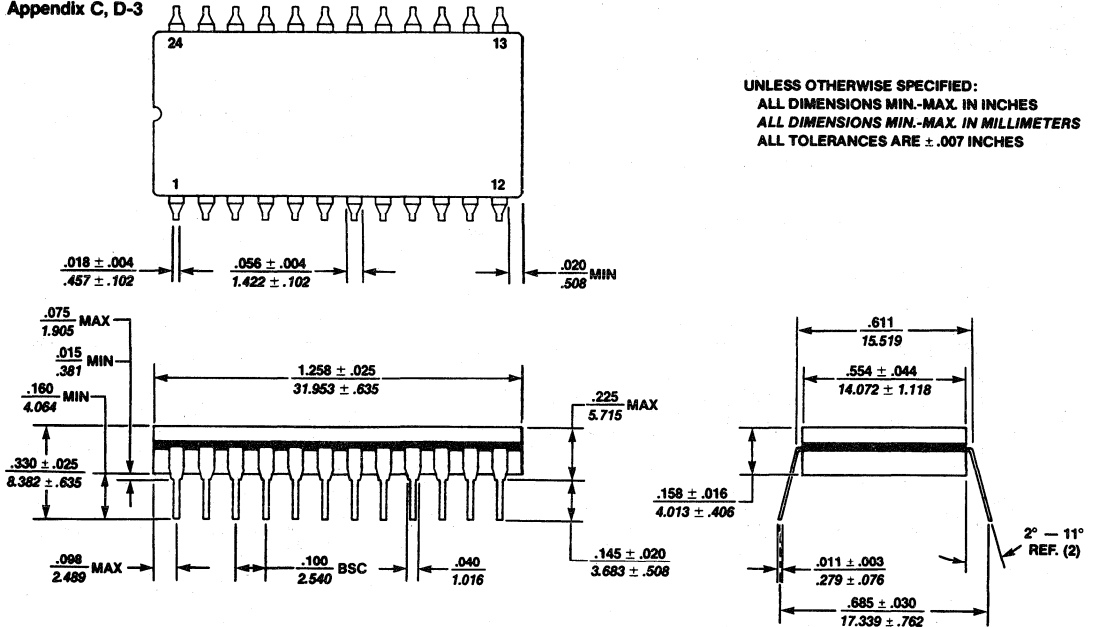 Appendix C, D-3
24
13
1
12
UNLESS OTHERWISE SPECIFIED:
ALL DIMENSIONS MIN.-MAX. IN INCHES
ALL DIMENSIONS MIN.-MAX. IN MILLIMETERS
ALL TOLERANCES ARE ± .007 INCHES
.018 ± .004
.457 ± .102
.056 ± .004
1.422 ± .102
.020
.508
MIN
.075
1.905
MAX
.015
.381
MIN
.160
4.064
MIN
.330 ± .025
8.382 ± .635
1.258 ± .025
31.953 ± .635
.225
5.715
MAX
.098
2.489
MAX
.100
2.540
BSC
.040
1.016
.145 ± .020
3.683 ± .508
.611
15.519
.554 ± .044
14.072 ± 1.118
.158 ± .016
4.013 ± .406
2° — 11°
REF. (2)
.011 ± .003
.279 ± .076
.685 ± .030
17.339 ± .762